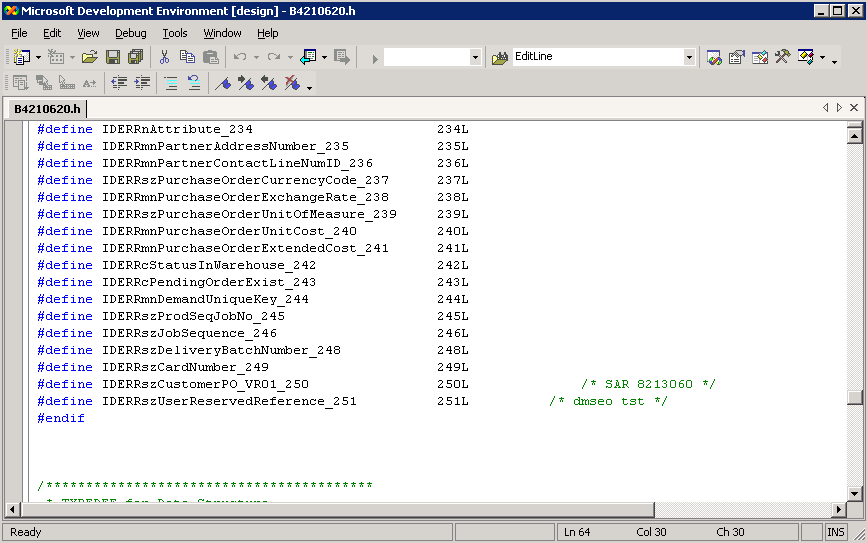 Microsoft Development Environment [design] - B4210620.h
File Edit View Debug Tools Window Help
EditLine
B4210620.h
#define IDERRnAttribute_234 234L
#define IDERRmnPartnerAddressNumber_235 235L
#define IDERRmnPartnerContactLineNumID_236 236L
#define IDERRszPurchaseOrderCurrencyCode_237 237L
#define IDERRmnPurchaseOrderExchangeRate_238 238L
#define IDERRszPurchaseOrderUnitOfMeasure_239 239L
#define IDERRmnPurchaseOrderUnitCost_240 240L
#define IDERRmnPurchaseOrderExtendedCost_241 241L
#define IDERRcStatusInWarehouse_242 242L
#define IDERRcPendingOrderExist_243 243L
#define IDERRmnDemandUniqueKey_244 244L
#define IDERRszProdSeqJobNo_245 245L
#define IDERRszJobSequence_246 246L
#define IDERRszDeliveryBatchNumber_248 248L
#define IDERRszCardNumber_249 249L
#define IDERRszCustomerPO_VR01_250 250L /* SAR 8213060 */
#define IDERRszUserReservedReference_251 251L /* dmseo tst */
#endif
/*****************************************
* TYPEDEF for Data Structure
Ready Ln 64 Col 30 Ch 30 INS